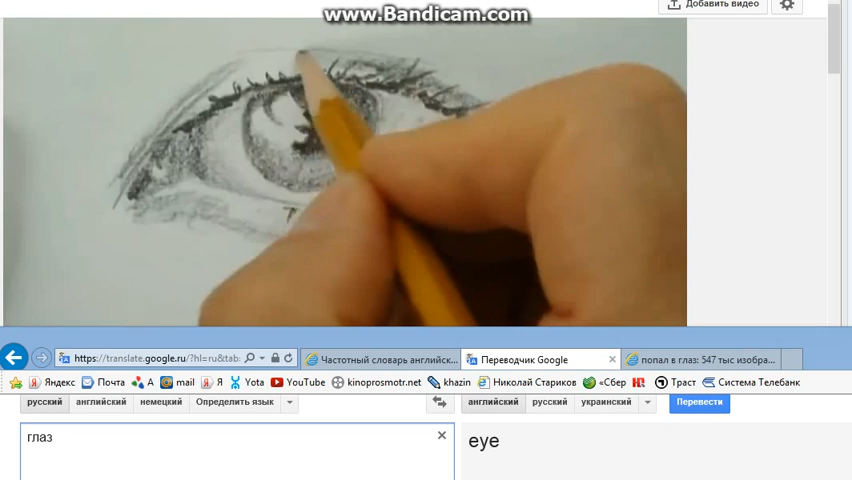 www.Bandicam.com
Добавить видео
https://translate.google.ru/?hl=ru&tab=
Частотный словарь английск...
Переводчик Google
попал в глаз: 547 тыс изобра...
Яндекс Почта A mail Я Yota YouTube kinoprosmotr.net khazin Николай Стариков «Сбер H! Траст Система Телебанк
русский английский немецкий Определить язык
английский русский украинский Перевести
глаз
eye